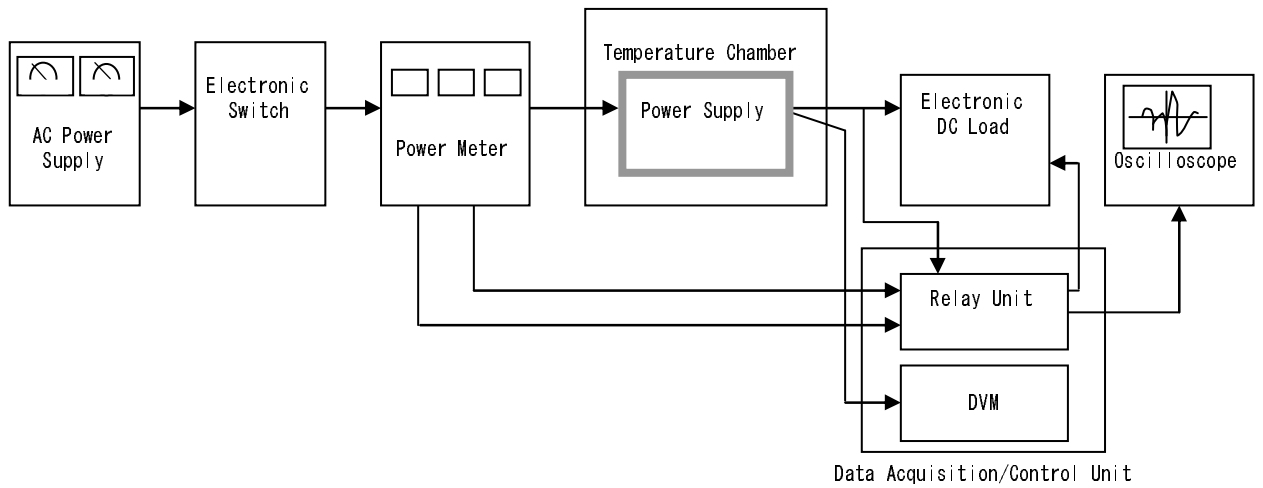 Temperature Chamber
AC Power
Supply
Electronic
Switch
Power Meter
Power Supply
Electronic
DC Load
Oscilloscope
Relay Unit
DVM
Data Acquisition/Control Unit